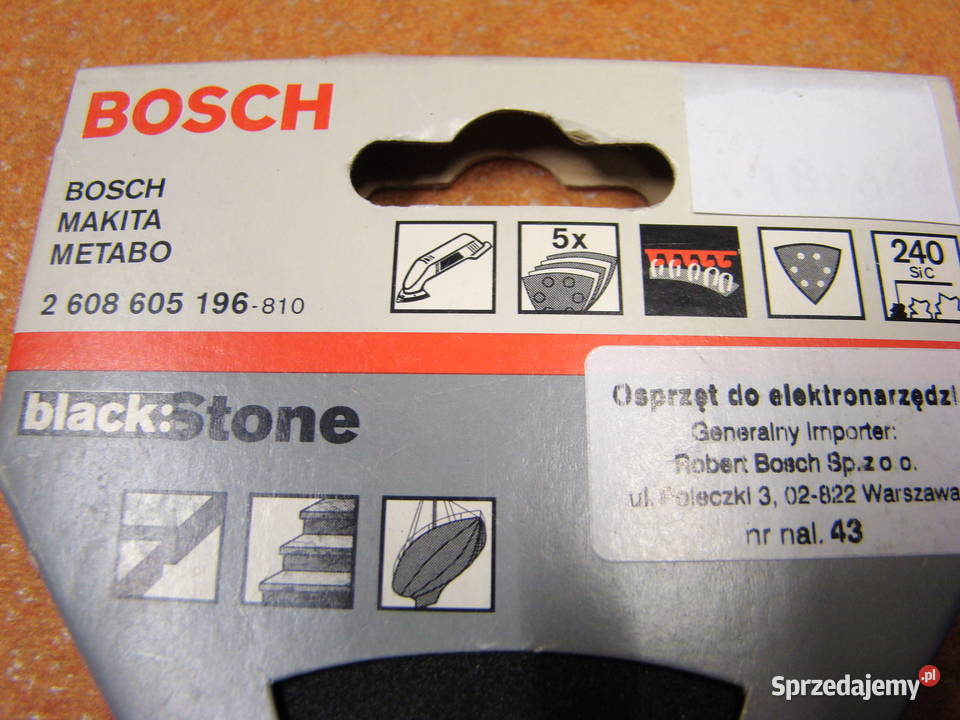 BOSCH
BOSCH
MAKITA
METABO
2 608 605 196-810
5x
240
SiC
black:Stone
Osprzęt do elektronarzędzi
Generalny Importer:
Robert Bosch Sp.z o.o.
ul. Poleczki 3, 02-822 Warszawa
nr nal. 43
Sprzedajemy.pl